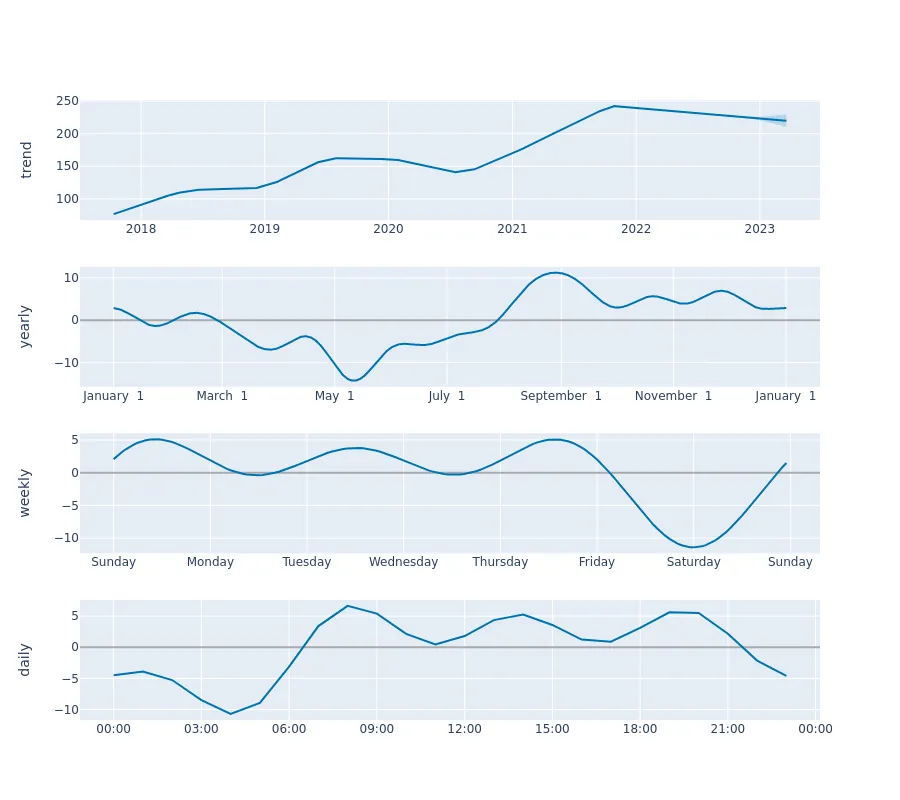 250
200
150
100
trend
2018 2019 2020 2021 2022 2023
10
0
−10
yearly
January 1 March 1 May 1 July 1 September 1 November 1 January 1
5
0
−5
−10
weekly
Sunday Monday Tuesday Wednesday Thursday Friday Saturday Sunday
5
0
−5
−10
daily
00:00 03:00 06:00 09:00 12:00 15:00 18:00 21:00 00:00